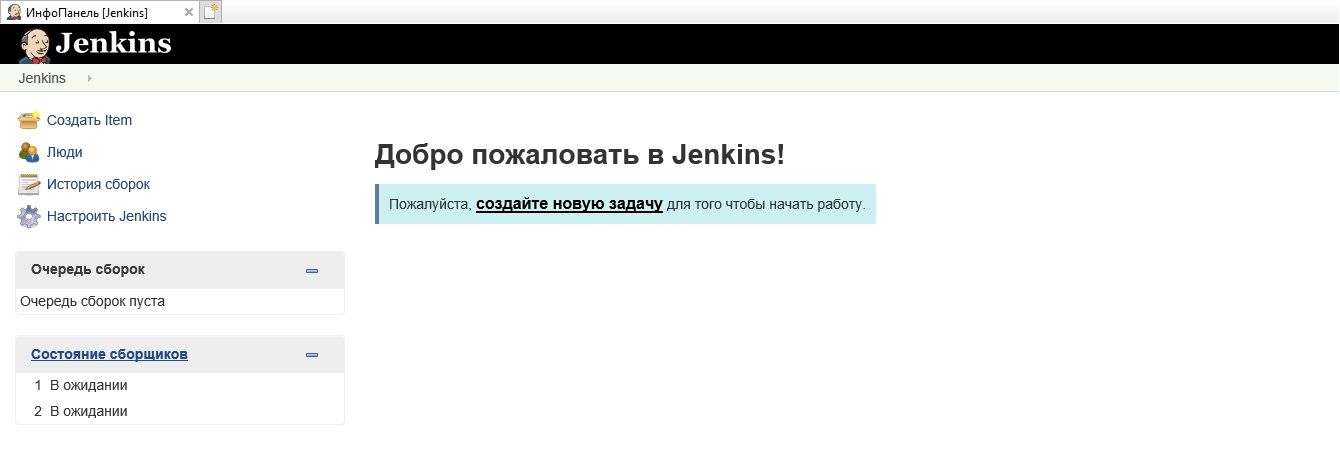 ИнфоПанель [Jenkins]
Jenkins
Jenkins
Создать Item
Люди
История сборок
Настроить Jenkins
Очередь сборок
Очередь сборок пуста
Состояние сборщиков
1 В ожидании
2 В ожидании
Добро пожаловать в Jenkins!
Пожалуйста, создайте новую задачу для того чтобы начать работу.